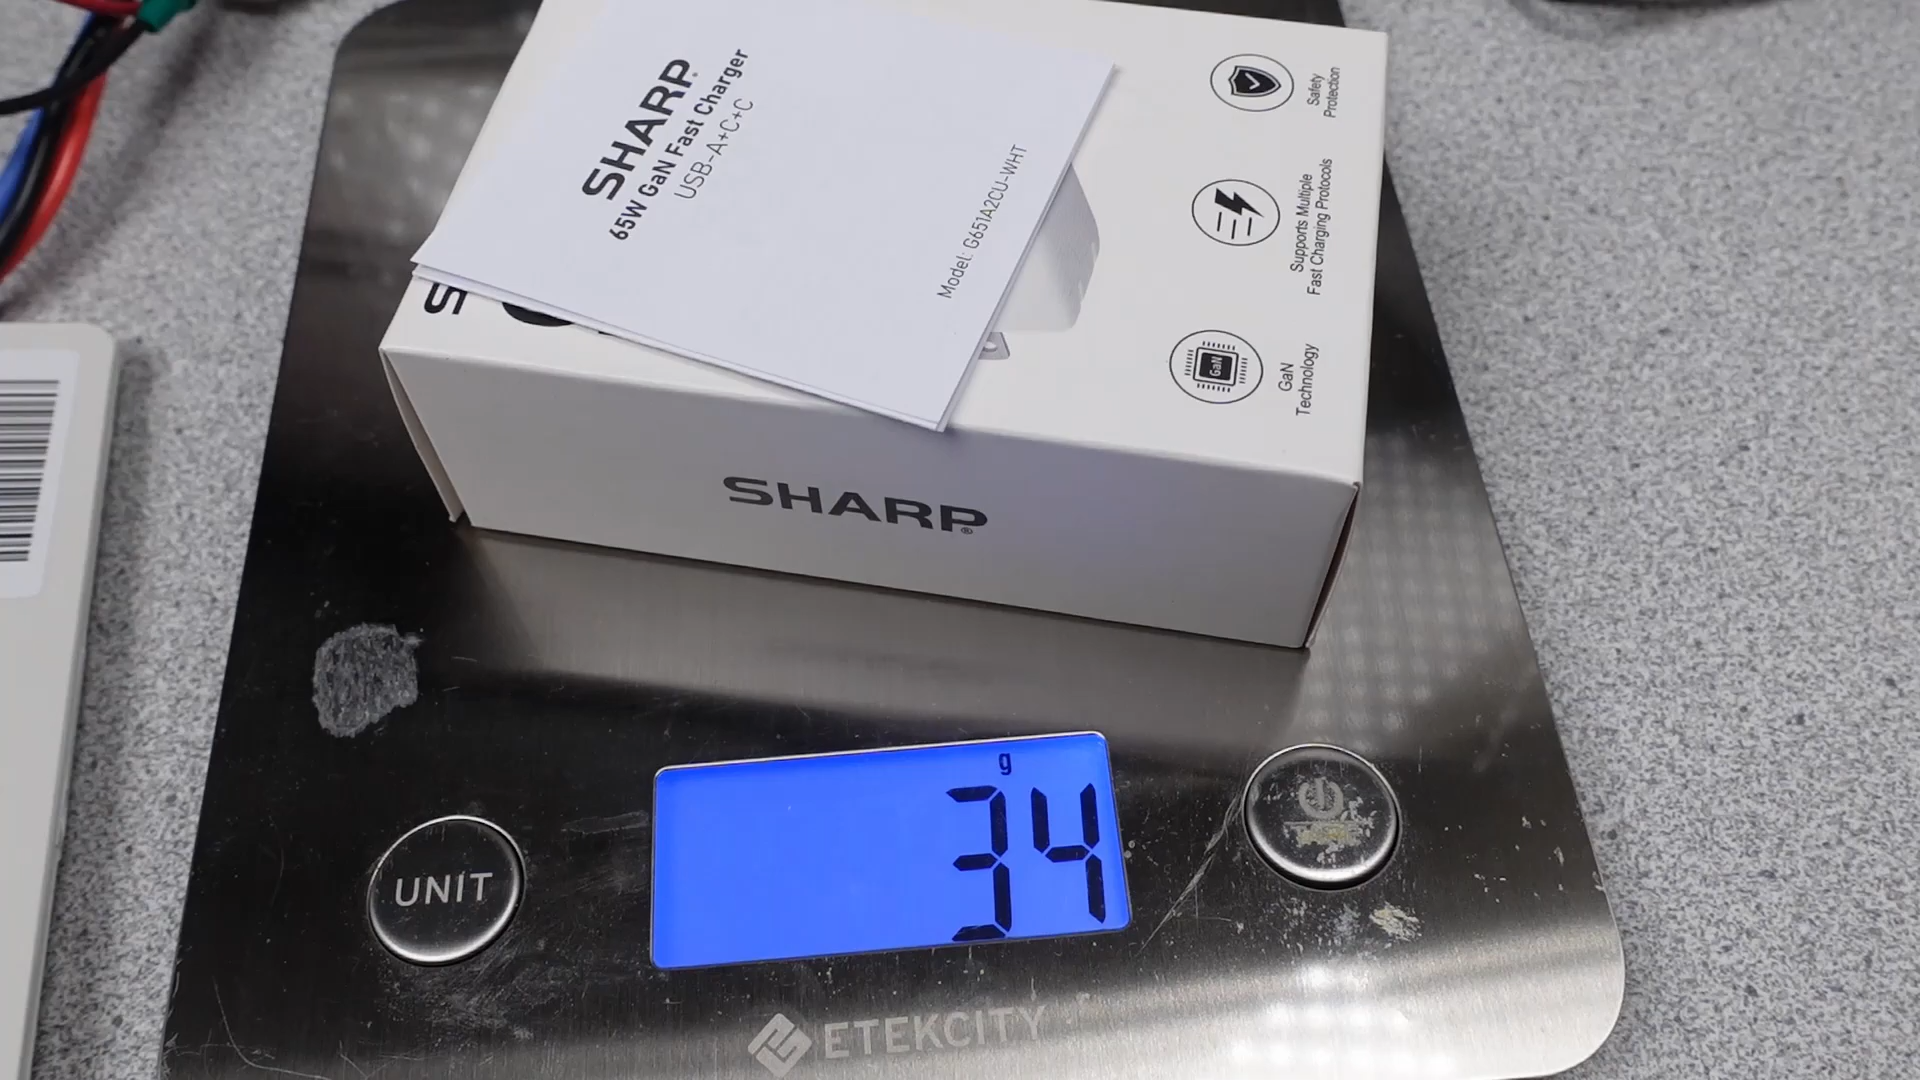 SHARP®
65W GaN Fast Charger
USB-A+C+C
Model: G651A2CU-WHT
Safety
Protection
Supports Multiple
Fast Charging Protocols
GaN
GaN
Technology
SHARP®
34 g
UNIT
ETEKCITY